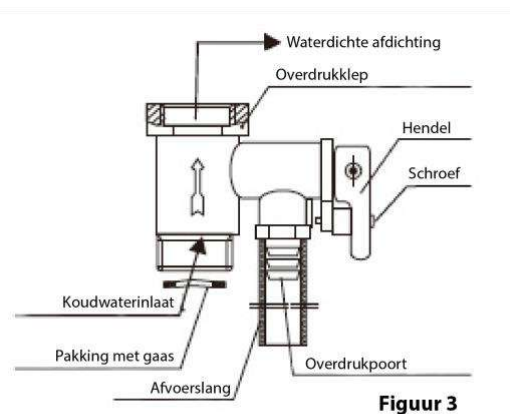 Waterdichte afdichting
Overdrukklep
Hendel
Schroef
Koudwaterinlaat
Pakking met gaas
Overdrukpoort
Afvoerslang
Figuur 3